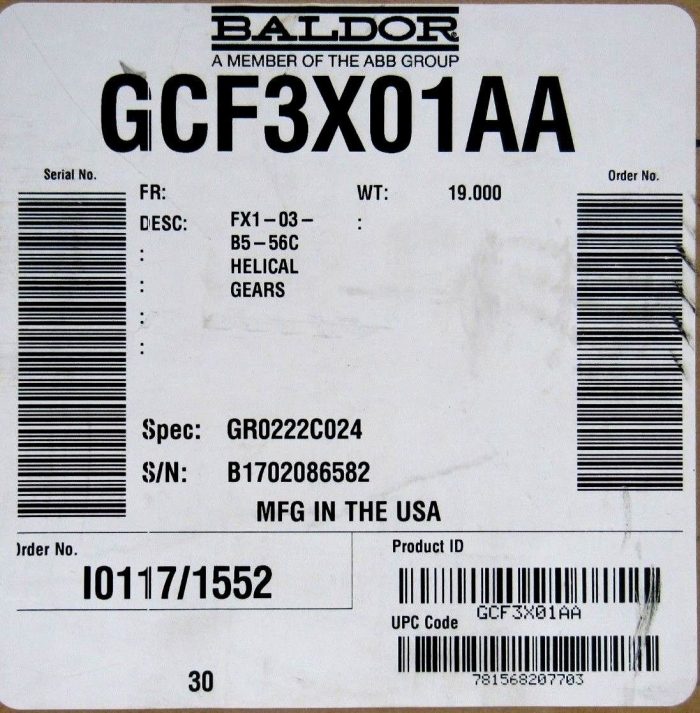 BALDOR
A MEMBER OF THE ABB GROUP
GCF3X01AA
Serial No.
Order No.
FR:
WT: 19.000
DESC: FX1-03- :
: B5-56C
: HELICAL
: GEARS
:
Spec: GR0222C024
S/N: B1702086582
MFG IN THE USA
Order No.
I0117/1552
Product ID
GCF3X01AA
UPC Code
781568207703
30